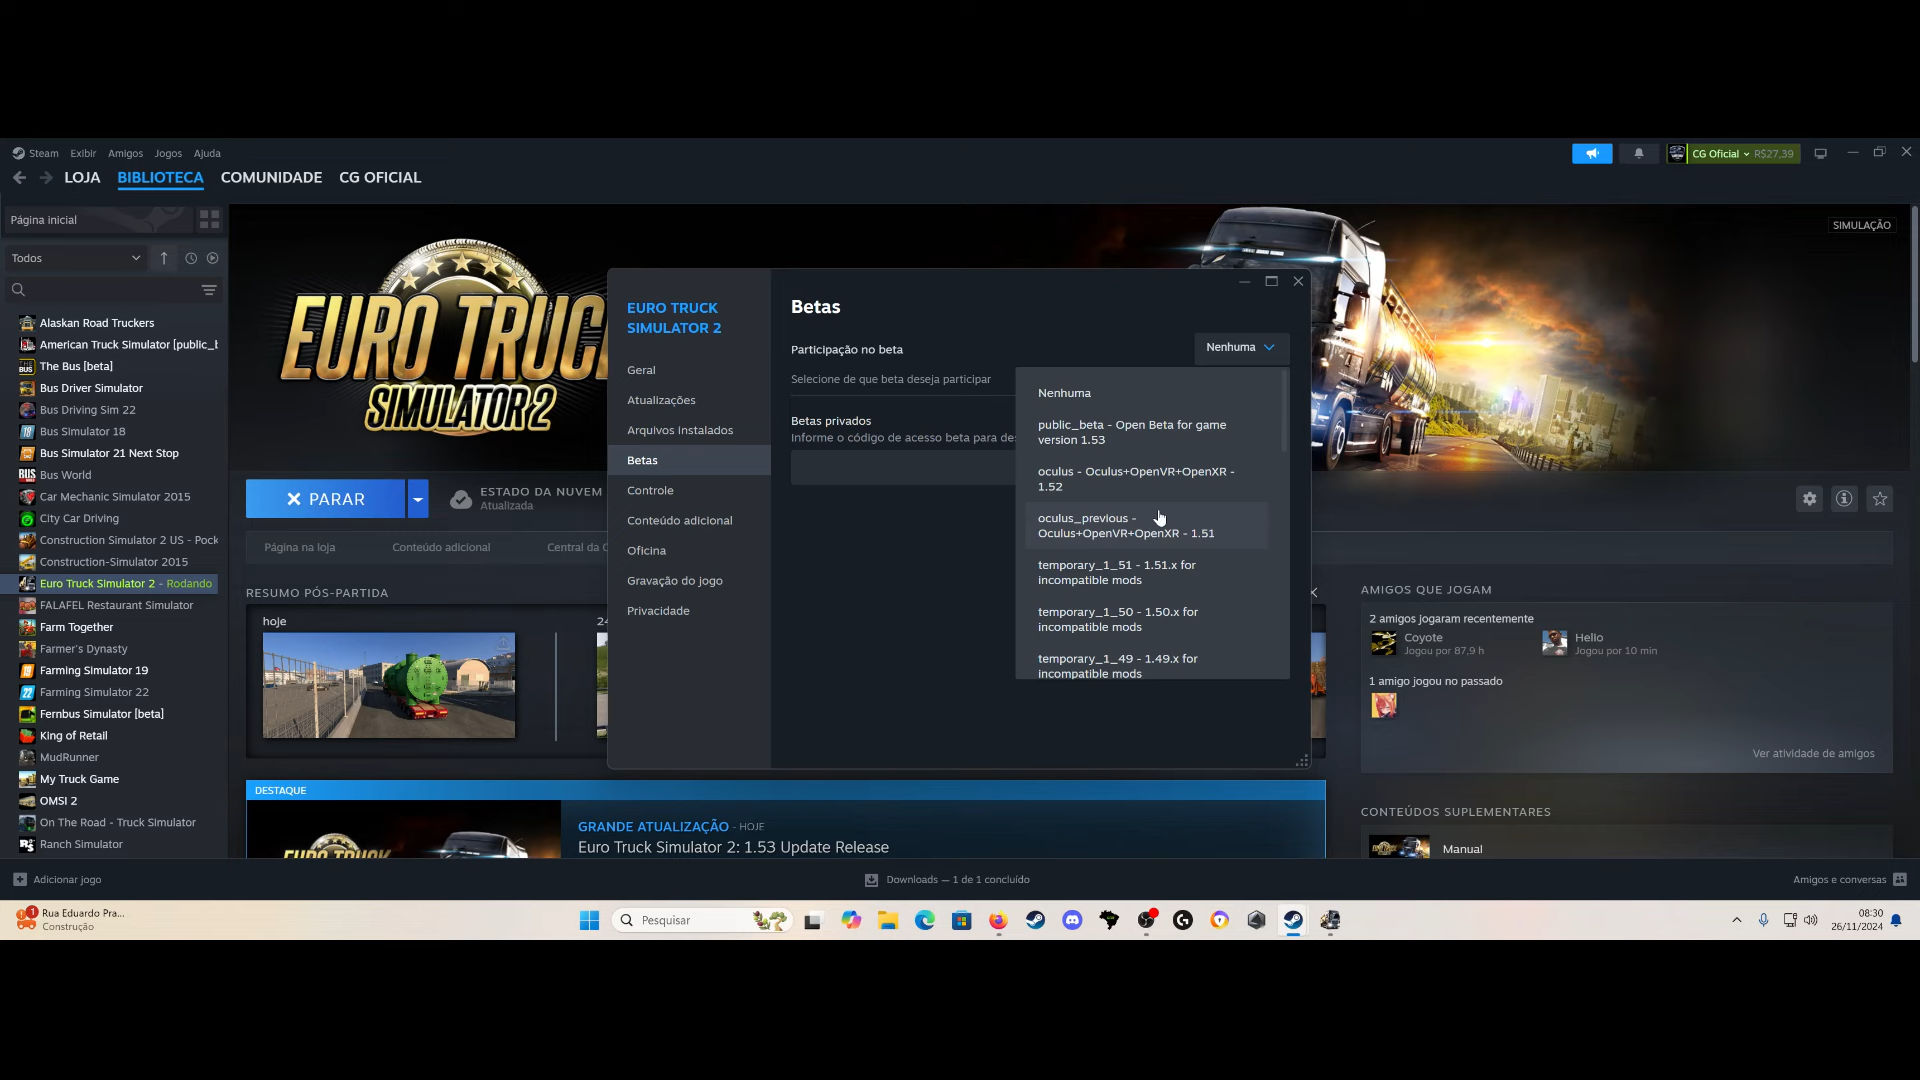 Steam Exibir Amigos Jogos Ajuda
CG Oficial R$27,39
LOJA BIBLIOTECA COMUNIDADE CG OFICIAL
Página inicial
SIMULAÇÃO
Todos
Alaskan Road Truckers
American Truck Simulator [public_b
The Bus [beta]
Bus Driver Simulator
Bus Driving Sim 22
Bus Simulator 18
Bus Simulator 21 Next Stop
Bus World
Car Mechanic Simulator 2015
City Car Driving
Construction Simulator 2 US - Pock
Construction-Simulator 2015
Euro Truck Simulator 2 - Rodando
FALAFEL Restaurant Simulator
Farm Together
Farmer's Dynasty
Farming Simulator 19
Farming Simulator 22
Fernbus Simulator [beta]
King of Retail
MudRunner
My Truck Game
OMSI 2
On The Road - Truck Simulator
Ranch Simulator
EURO TRUCK
SIMULATOR 2
PARAR
ESTADO DA NUVEM
Atualizada
Página na loja Conteúdo adicional Central da C
RESUMO PÓS-PARTIDA
hoje
24
EURO TRUCK
SIMULATOR 2
Geral
Atualizações
Arquivos instalados
Betas
Controle
Conteúdo adicional
Oficina
Gravação do jogo
Privacidade
Betas
Participação no beta
Nenhuma
Selecione de que beta deseja participar
Betas privados
Informe o código de acesso beta para des
Nenhuma
public_beta - Open Beta for game
version 1.53
oculus - Oculus+OpenVR+OpenXR -
1.52
oculus_previous -
Oculus+OpenVR+OpenXR - 1.51
temporary_1_51 - 1.51.x for
incompatible mods
temporary_1_50 - 1.50.x for
incompatible mods
temporary_1_49 - 1.49.x for
incompatible mods
AMIGOS QUE JOGAM
2 amigos jogaram recentemente
Coyote
Jogou por 87,9 h
Hello
Jogou por 10 min
1 amigo jogou no passado
Ver atividade de amigos
DESTAQUE
EURO TRUCK
GRANDE ATUALIZAÇÃO - HOJE
Euro Truck Simulator 2: 1.53 Update Release
CONTEÚDOS SUPLEMENTARES
Manual
Adicionar jogo
Downloads — 1 de 1 concluído
Amigos e conversas
1
Rua Eduardo Pra...
Construção
Pesquisar
08:30
26/11/2024